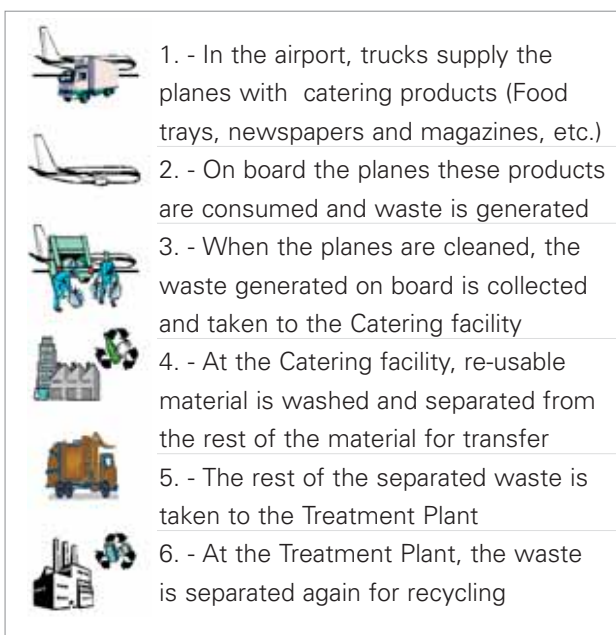 1. - In the airport, trucks supply the
planes with catering products (Food
trays, newspapers and magazines, etc.)
2. - On board the planes these products
are consumed and waste is generated
3. - When the planes are cleaned, the
waste generated on board is collected
and taken to the Catering facility
4. - At the Catering facility, re-usable
material is washed and separated from
the rest of the material for transfer
5. - The rest of the separated waste is
taken to the Treatment Plant
6. - At the Treatment Plant, the waste
is separated again for recycling